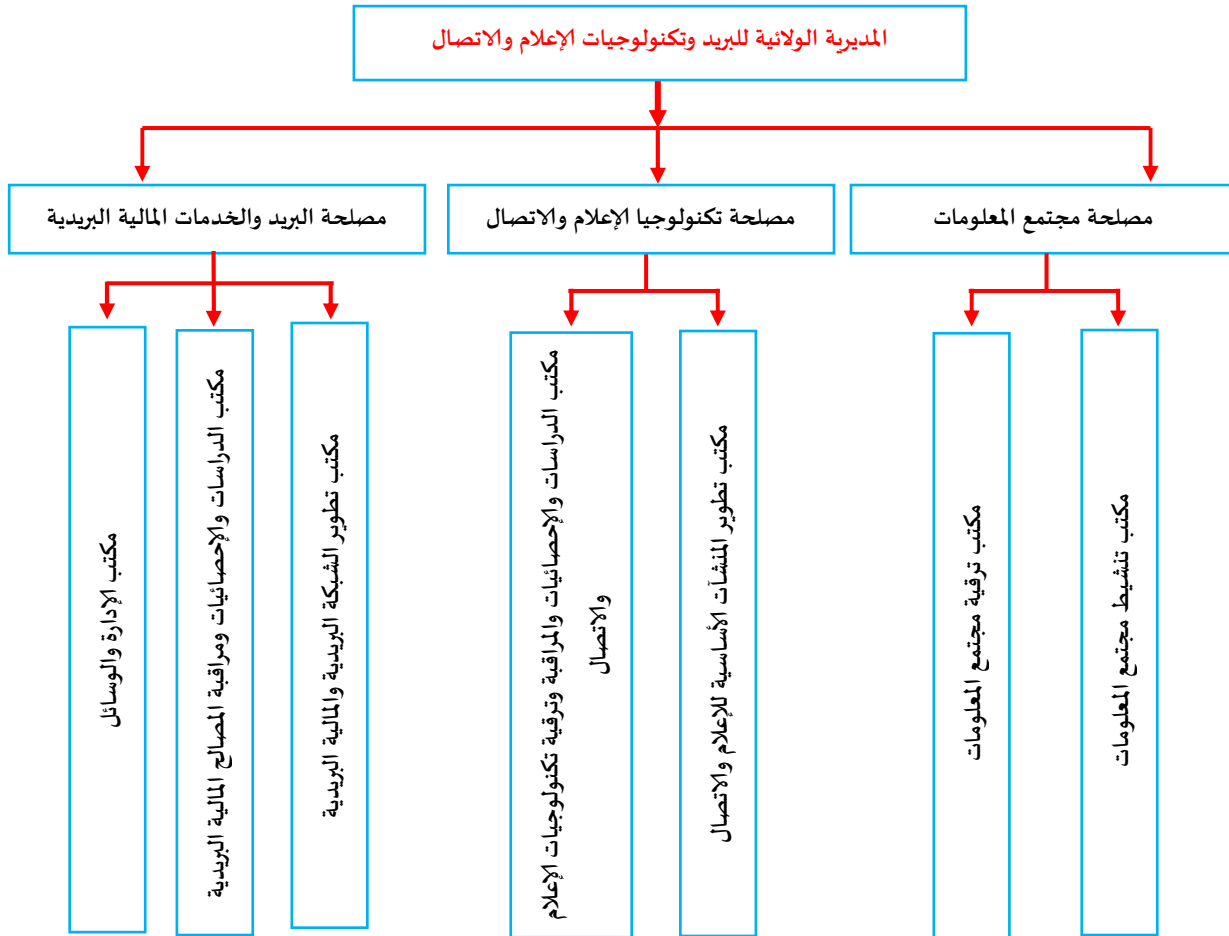 المديرية الولائية للبريد وتكنولوجيات الإعلام والاتصال
مصلحة مجتمع المعلومات
مصلحة تكنولوجيا الإعلام والاتصال
مصلحة البريد والخدمات المالية البريدية
مكتب تنشيط مجتمع المعلومات
مكتب ترقية مجتمع المعلومات
مكتب تطوير المنشآت الأساسية للإعلام والاتصال
مكتب الدراسات والإحصائيات والمراقبة وترقية تكنولوجيات الإعلام
والاتصال
مكتب تطوير الشبكة البريدية والمالية البريدية
مكتب الدراسات والإحصائيات ومراقبة المصالح المالية البريدية
مكتب الإدارة والوسائل